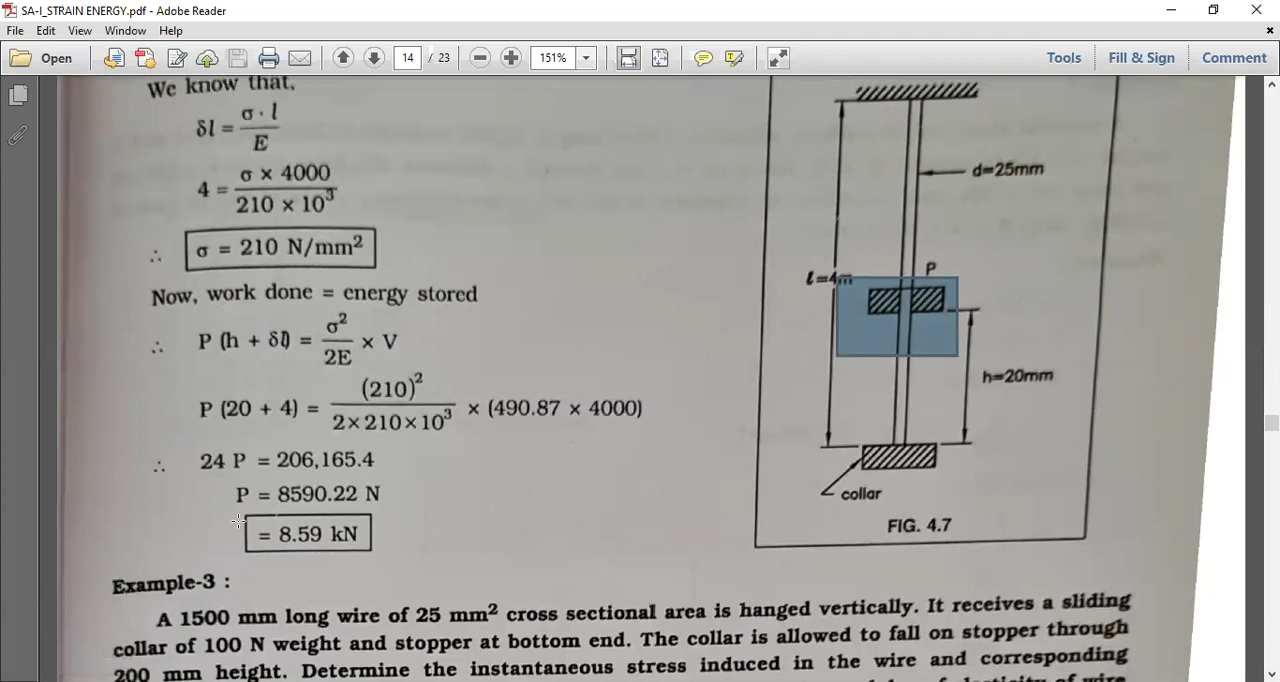 SA-I_STRAIN ENERGY.pdf - Adobe Reader
File Edit View Window Help
Open 14 / 23 151% Tools Fill & Sign Comment
We know that,
δl = σ · l / E
4 = σ × 4000 / 210 × 10³
∴ σ = 210 N/mm²
Now, work done = energy stored
∴ P (h + δl) = σ² / 2E × V
P (20 + 4) = (210)² / 2×210×10³ × (490.87 × 4000)
∴ 24 P = 206,165.4
P = 8590.22 N
= 8.59 kN
d=25mm
P
l=4m
h=20mm
collar
FIG. 4.7
Example-3 :
A 1500 mm long wire of 25 mm² cross sectional area is hanged vertically. It receives a sliding
collar of 100 N weight and stopper at bottom end. The collar is allowed to fall on stopper through
200 mm height. Determine the instantaneous stress induced in the wire and corresponding